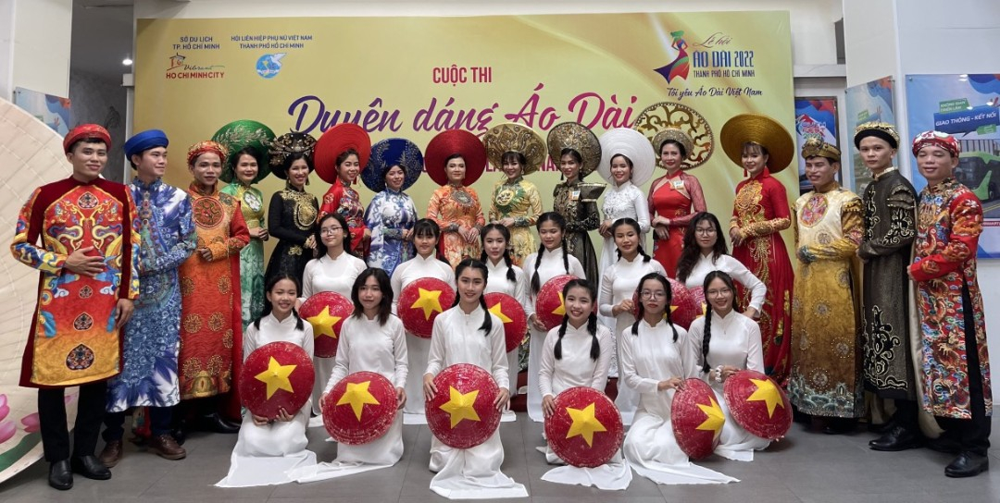 SỞ DU LỊCH
TP. HỒ CHÍ MINH
Vibrant
HO CHI MINH CITY
HỘI LIÊN HIỆP PHỤ NỮ VIỆT NAM
THÀNH PHỐ HỒ CHÍ MINH
CUỘC THI
Duyên dáng Áo Dài
Lễ hội
ÁO DÀI 2022
THÀNH PHỐ HỒ CHÍ MINH
Tôi yêu Áo Dài Việt Nam
GIAO THÔNG - KẾT NỐI